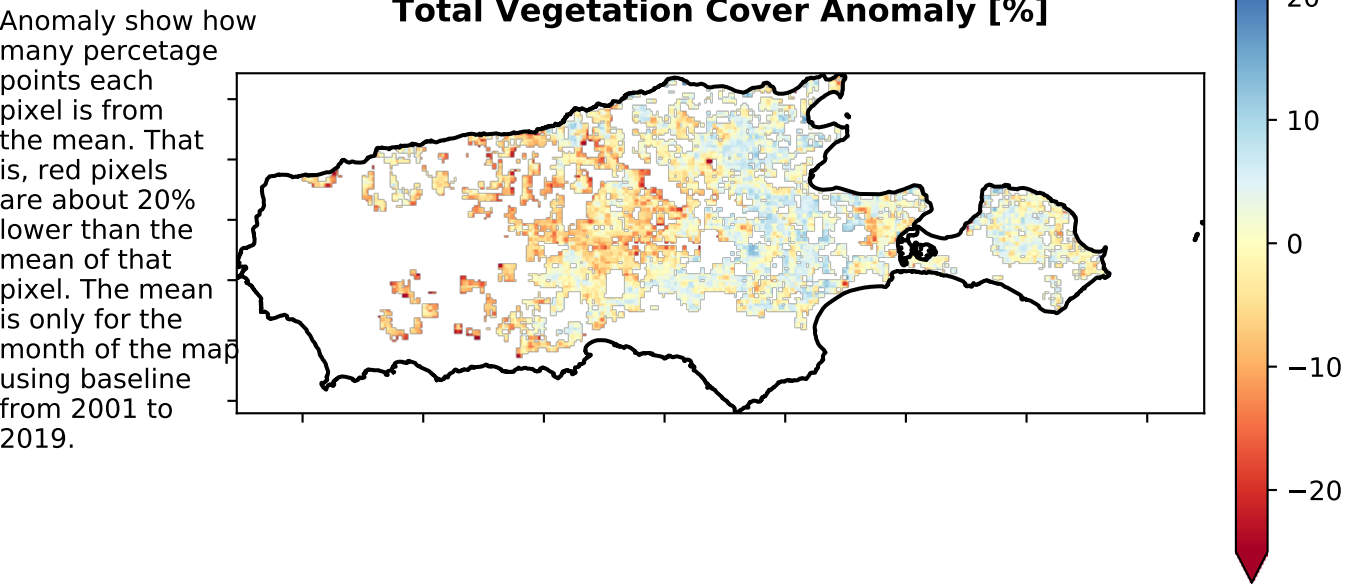 Total Vegetation Cover Anomaly [%]
Anomaly show how
many percetage
points each
pixel is from
the mean. That
is, red pixels
are about 20%
lower than the
mean of that
pixel. The mean
is only for the
month of the map
using baseline
from 2001 to
2019.
20
10
0
−10
−20